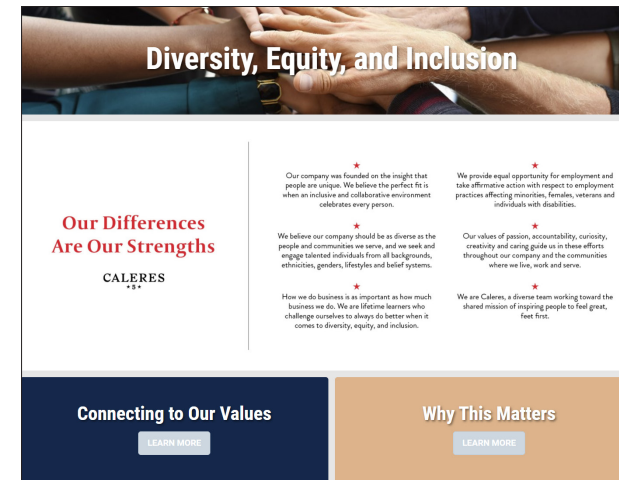 Diversity, Equity, and Inclusion
Our Differences
Are Our Strengths
CALERES
5
Our company was founded on the insight that
people are unique. We believe the perfect fit is
when an inclusive and collaborative environment
celebrates every person.
We believe our company should be as diverse as the
people and communities we serve, and we seek and
engage talented individuals from all backgrounds,
ethnicities, genders, lifestyles and belief systems.
How we do business is as important as how much
business we do. We are lifetime learners who
challenge ourselves to always do better when it
comes to diversity, equity, and inclusion.
We provide equal opportunity for employment and
take affirmative action with respect to employment
practices affecting minorities, females, veterans and
individuals with disabilities.
Our values of passion, accountability, curiosity,
creativity and caring guide us in these efforts
throughout our company and the communities
where we live, work and serve.
We are Caleres, a diverse team working toward the
shared mission of inspiring people to feel great,
feet first.
Connecting to Our Values
LEARN MORE
Why This Matters
LEARN MORE